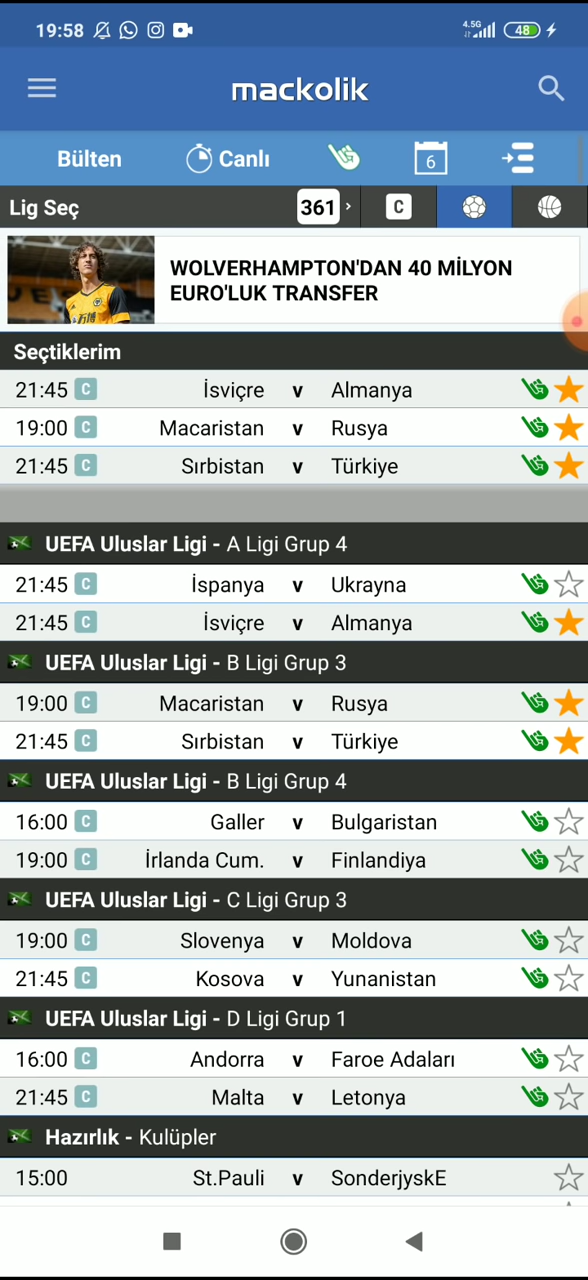 19:58
4.5G
48
mackolik
Bülten
Canlı
6
Lig Seç
361
C
WOLVERHAMPTON'DAN 40 MİLYON
EURO'LUK TRANSFER
Seçtiklerim
21:45 C İsviçre v Almanya
19:00 C Macaristan v Rusya
21:45 C Sırbistan v Türkiye
UEFA Uluslar Ligi - A Ligi Grup 4
21:45 C İspanya v Ukrayna
21:45 C İsviçre v Almanya
UEFA Uluslar Ligi - B Ligi Grup 3
19:00 C Macaristan v Rusya
21:45 C Sırbistan v Türkiye
UEFA Uluslar Ligi - B Ligi Grup 4
16:00 C Galler v Bulgaristan
19:00 C İrlanda Cum. v Finlandiya
UEFA Uluslar Ligi - C Ligi Grup 3
19:00 C Slovenya v Moldova
21:45 C Kosova v Yunanistan
UEFA Uluslar Ligi - D Ligi Grup 1
16:00 C Andorra v Faroe Adaları
21:45 C Malta v Letonya
Hazırlık - Kulüpler
15:00 St.Pauli v SonderjyskE